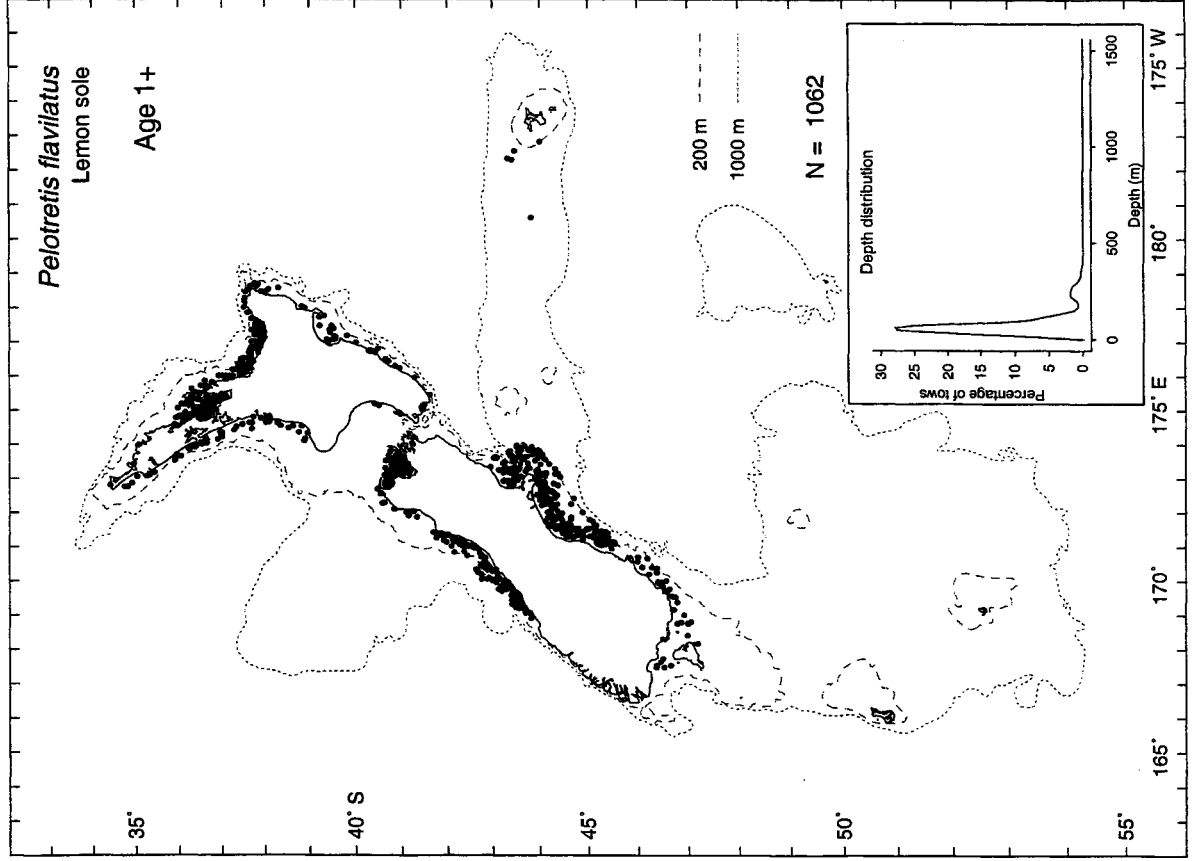 Pelotretis flavilatus
Lemon sole
Age 1+
200 m
1000 m
N = 1062
35°
40° S
45°
50°
55°
165°
170°
175° E
180°
175° W
Depth distribution
Percentage of tows
30
25
20
15
10
5
0
0
500
1000
1500
Depth (m)